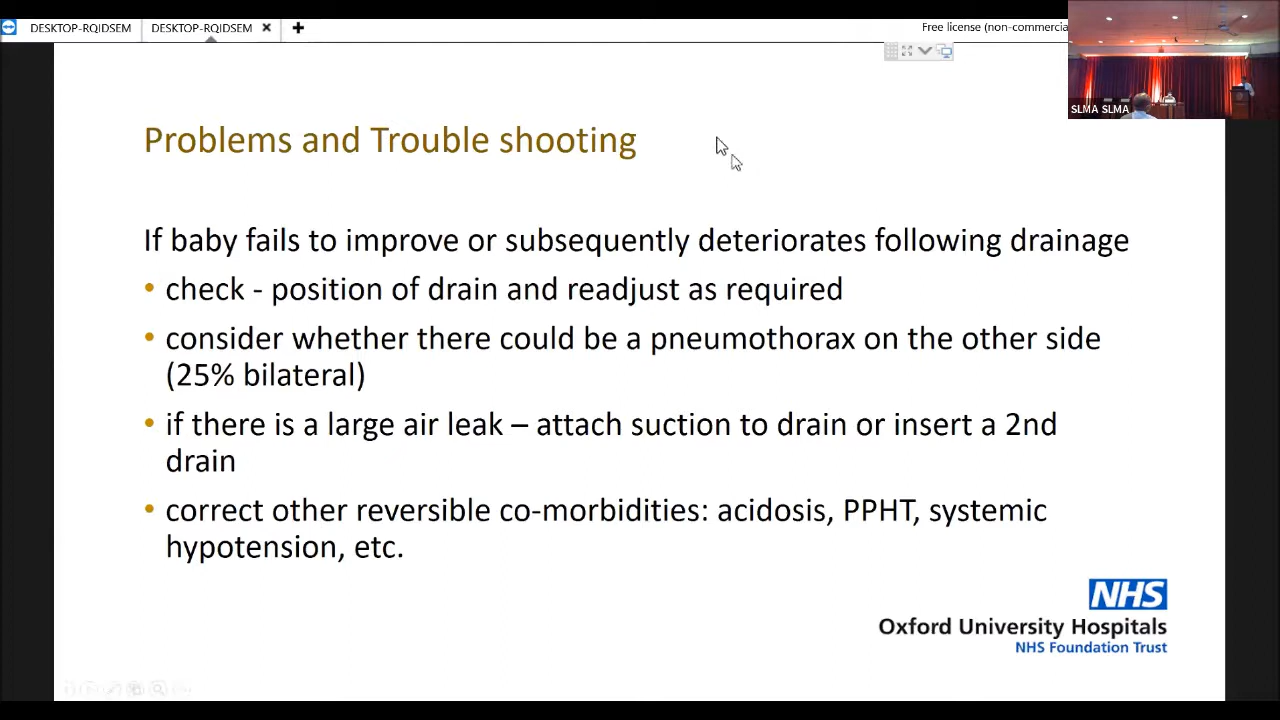 DESKTOP-RQIDSEM
DESKTOP-RQIDSEM
Free license (non-commercia
SLMA SLMA
Problems and Trouble shooting
If baby fails to improve or subsequently deteriorates following drainage
• check - position of drain and readjust as required
• consider whether there could be a pneumothorax on the other side
(25% bilateral)
• if there is a large air leak – attach suction to drain or insert a 2nd
drain
• correct other reversible co-morbidities: acidosis, PPHT, systemic
hypotension, etc.
NHS
Oxford University Hospitals
NHS Foundation Trust